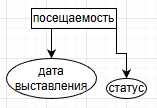 посещаемость
дата
выставления
статус